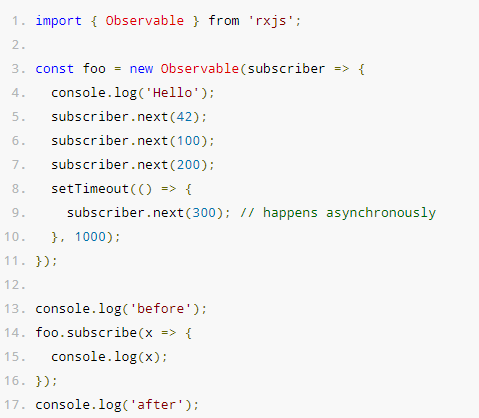 1. import { Observable } from 'rxjs';
2.
3. const foo = new Observable(subscriber => {
4.   console.log('Hello');
5.   subscriber.next(42);
6.   subscriber.next(100);
7.   subscriber.next(200);
8.   setTimeout(() => {
9.     subscriber.next(300); // happens asynchronously
10.   }, 1000);
11. });
12.
13. console.log('before');
14. foo.subscribe(x => {
15.   console.log(x);
16. });
17. console.log('after');